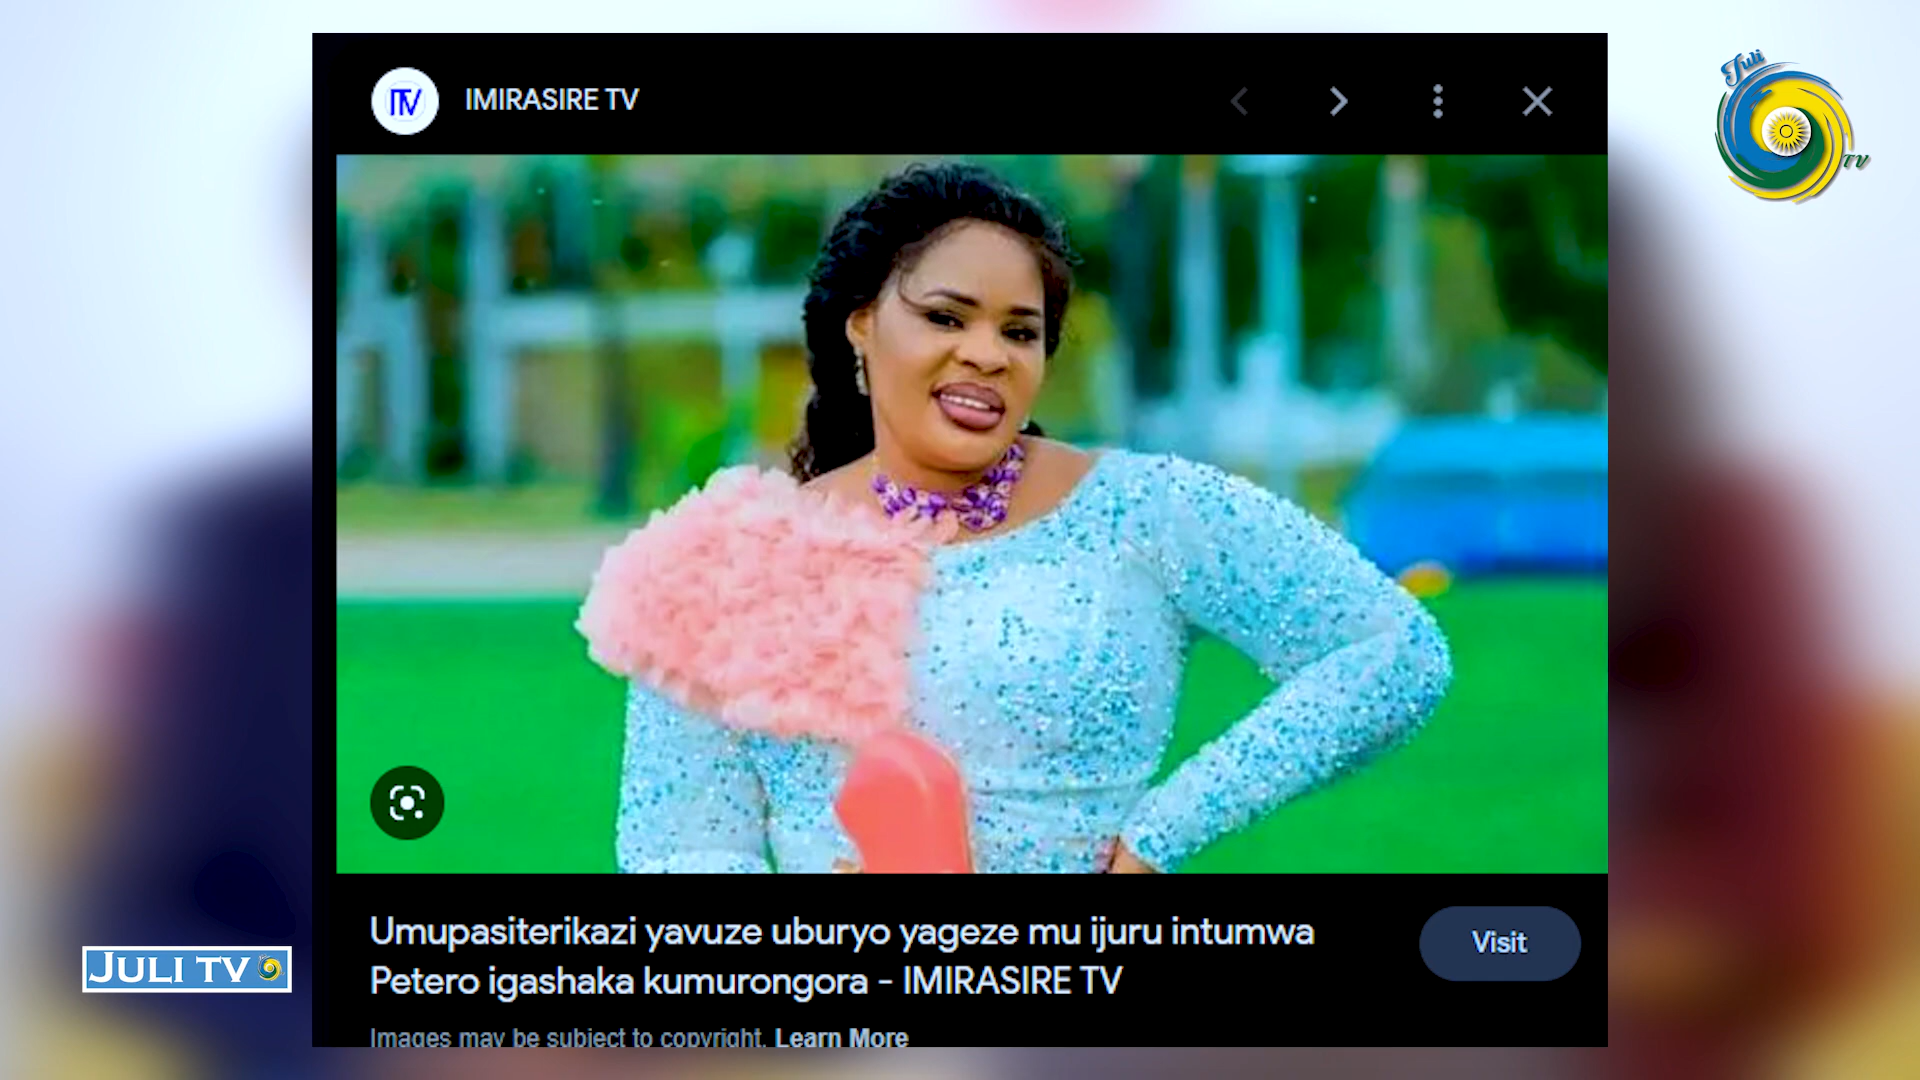 Juli
TV
ITV
IMIRASIRE TV
Umupasiterikazi yavuze uburyo yageze mu ijuru intumwa
Petero igashaka kumurongora - IMIRASIRE TV
Visit
Images may be subject to copyright. Learn More
JULI TV